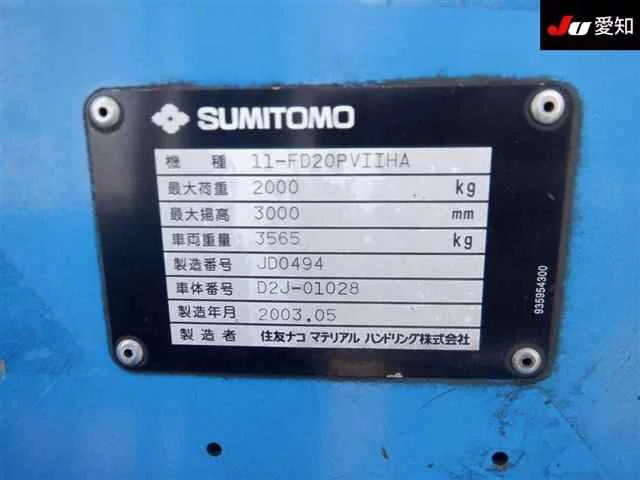 JU 愛知
SUMITOMO
機種 11-FD20PVIIHA
最大荷重 2000 kg
最大揚高 3000 mm
車両重量 3565 kg
製造番号 JD0494
車体番号 D2J-01028
製造年月 2003.05
製造者 住友ナコ マテリアル ハンドリング株式会社
935954300